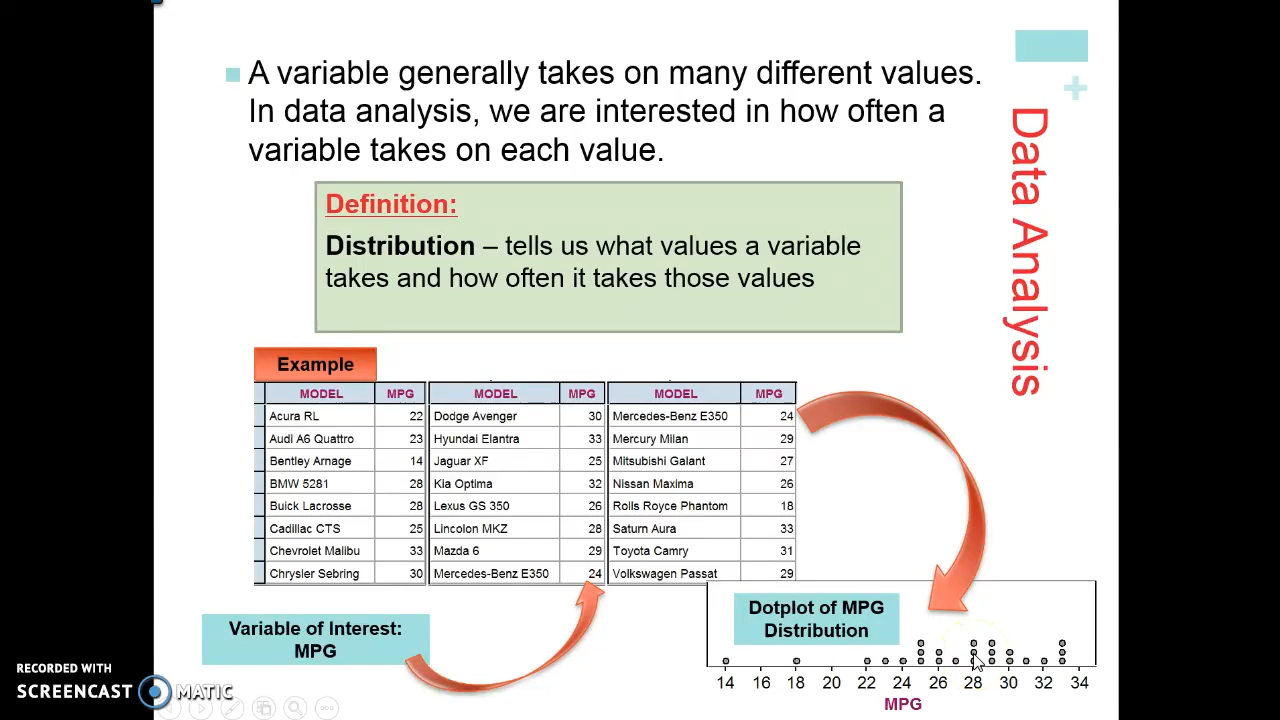 A variable generally takes on many different values.
In data analysis, we are interested in how often a
variable takes on each value.
Data Analysis
Definition:
Distribution – tells us what values a variable
takes and how often it takes those values
Example
MODEL MPG MODEL MPG MODEL MPG
Acura RL 22 Dodge Avenger 30 Mercedes-Benz E350 24
Audi A6 Quattro 23 Hyundai Elantra 33 Mercury Milan 29
Bentley Arnage 14 Jaguar XF 25 Mitsubishi Galant 27
BMW 5281 28 Kia Optima 32 Nissan Maxima 26
Buick Lacrosse 28 Lexus GS 350 26 Rolls Royce Phantom 18
Cadillac CTS 25 Lincolon MKZ 28 Saturn Aura 33
Chevrolet Malibu 33 Mazda 6 29 Toyota Camry 31
Chrysler Sebring 30 Mercedes-Benz E350 24 Volkswagen Passat 29
Variable of Interest:
MPG
Dotplot of MPG
Distribution
14 16 18 20 22 24 26 28 30 32 34
MPG
RECORDED WITH
SCREENCAST MATIC